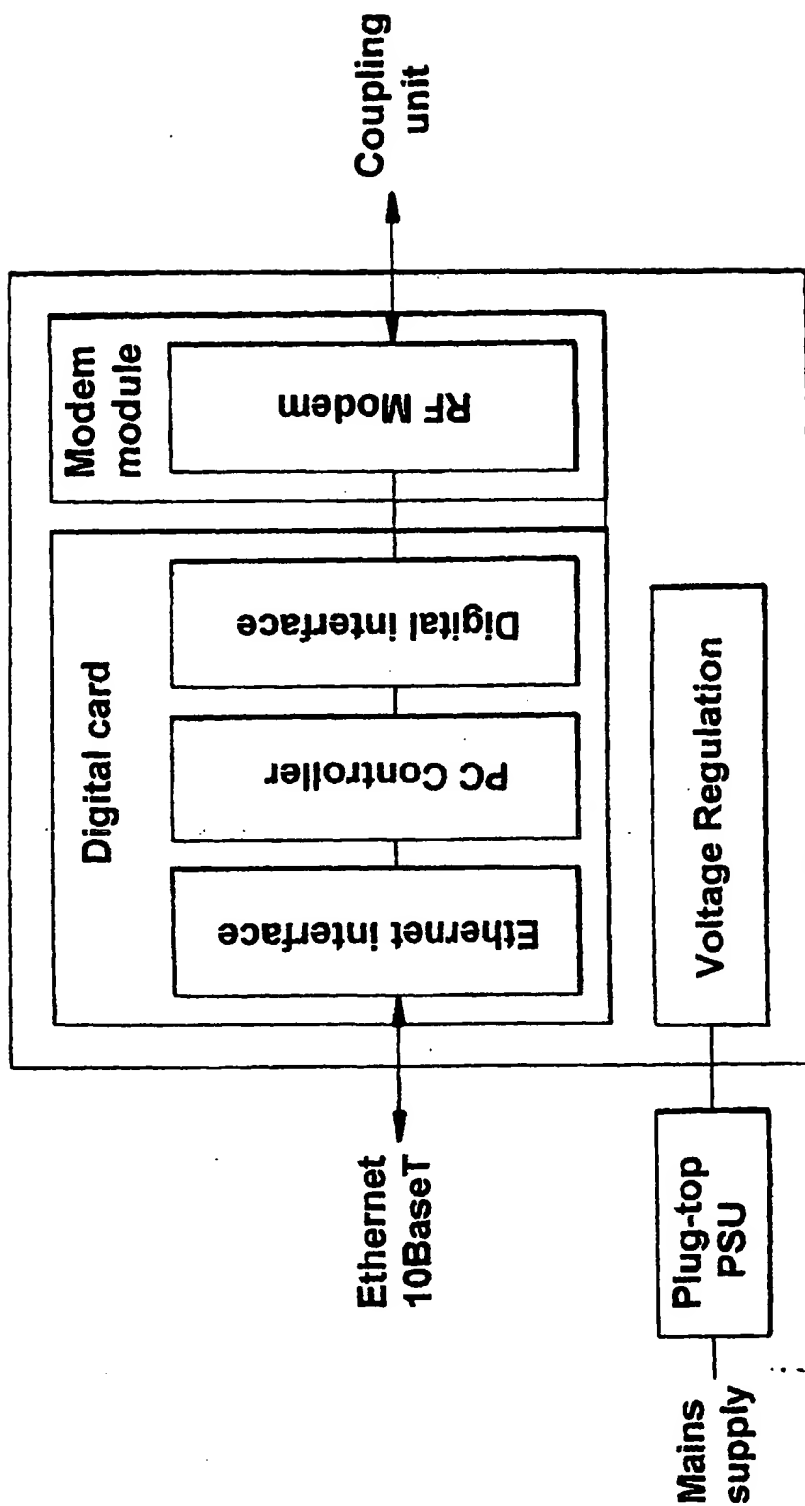 Digital card
Modem
module
Ethernet interface
PC Controller
Digital interface
RF Modem
Ethernet
10BaseT
Coupling
unit
Mains
supply
Plug-top
PSU
Voltage Regulation